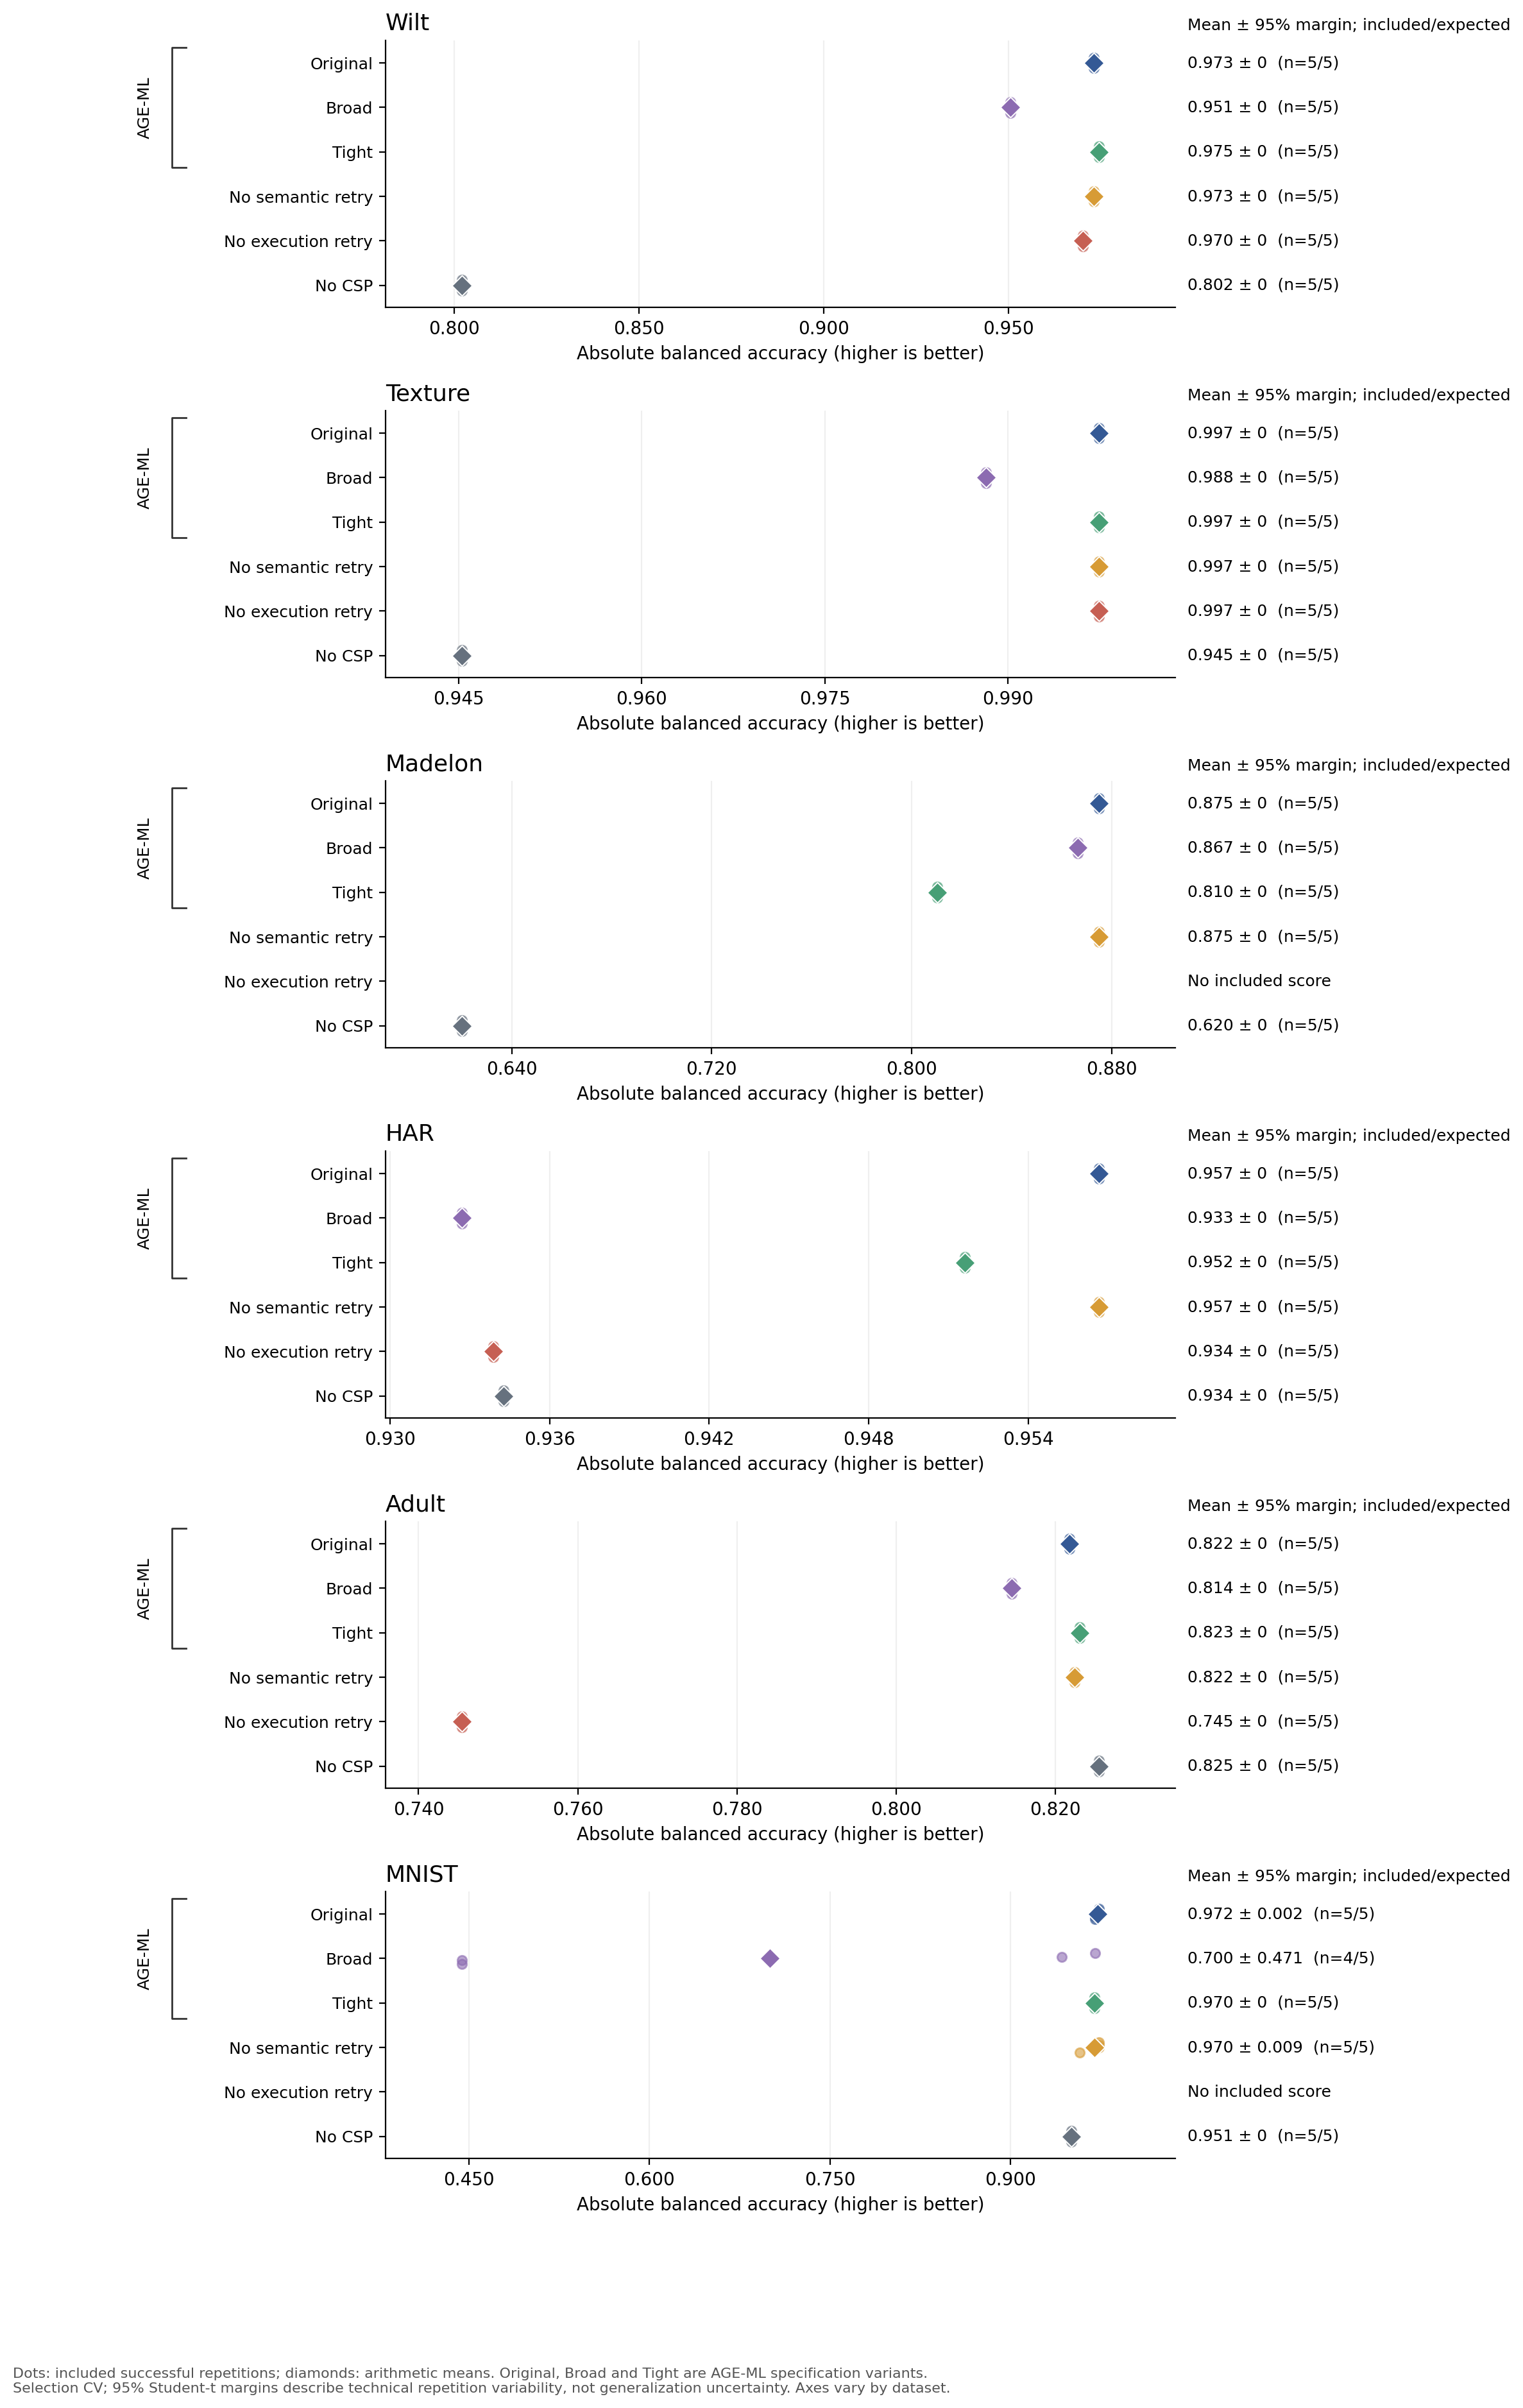 Wilt
Mean ± 95% margin; included/expected
AGE-ML
Original
0.973 ± 0 (n=5/5)
Broad
0.951 ± 0 (n=5/5)
Tight
0.975 ± 0 (n=5/5)
No semantic retry
0.973 ± 0 (n=5/5)
No execution retry
0.970 ± 0 (n=5/5)
No CSP
0.802 ± 0 (n=5/5)
0.800 0.850 0.900 0.950
Absolute balanced accuracy (higher is better)
Texture
Mean ± 95% margin; included/expected
AGE-ML
Original
0.997 ± 0 (n=5/5)
Broad
0.988 ± 0 (n=5/5)
Tight
0.997 ± 0 (n=5/5)
No semantic retry
0.997 ± 0 (n=5/5)
No execution retry
0.997 ± 0 (n=5/5)
No CSP
0.945 ± 0 (n=5/5)
0.945 0.960 0.975 0.990
Absolute balanced accuracy (higher is better)
Madelon
Mean ± 95% margin; included/expected
AGE-ML
Original
0.875 ± 0 (n=5/5)
Broad
0.867 ± 0 (n=5/5)
Tight
0.810 ± 0 (n=5/5)
No semantic retry
0.875 ± 0 (n=5/5)
No execution retry
No included score
No CSP
0.620 ± 0 (n=5/5)
0.640 0.720 0.800 0.880
Absolute balanced accuracy (higher is better)
HAR
Mean ± 95% margin; included/expected
AGE-ML
Original
0.957 ± 0 (n=5/5)
Broad
0.933 ± 0 (n=5/5)
Tight
0.952 ± 0 (n=5/5)
No semantic retry
0.957 ± 0 (n=5/5)
No execution retry
0.934 ± 0 (n=5/5)
No CSP
0.934 ± 0 (n=5/5)
0.930 0.936 0.942 0.948 0.954
Absolute balanced accuracy (higher is better)
Adult
Mean ± 95% margin; included/expected
AGE-ML
Original
0.822 ± 0 (n=5/5)
Broad
0.814 ± 0 (n=5/5)
Tight
0.823 ± 0 (n=5/5)
No semantic retry
0.822 ± 0 (n=5/5)
No execution retry
0.745 ± 0 (n=5/5)
No CSP
0.825 ± 0 (n=5/5)
0.740 0.760 0.780 0.800 0.820
Absolute balanced accuracy (higher is better)
MNIST
Mean ± 95% margin; included/expected
AGE-ML
Original
0.972 ± 0.002 (n=5/5)
Broad
0.700 ± 0.471 (n=4/5)
Tight
0.970 ± 0 (n=5/5)
No semantic retry
0.970 ± 0.009 (n=5/5)
No execution retry
No included score
No CSP
0.951 ± 0 (n=5/5)
0.450 0.600 0.750 0.900
Absolute balanced accuracy (higher is better)
Dots: included successful repetitions; diamonds: arithmetic means. Original, Broad and Tight are AGE-ML specification variants.
Selection CV; 95% Student-t margins describe technical repetition variability, not generalization uncertainty. Axes vary by dataset.